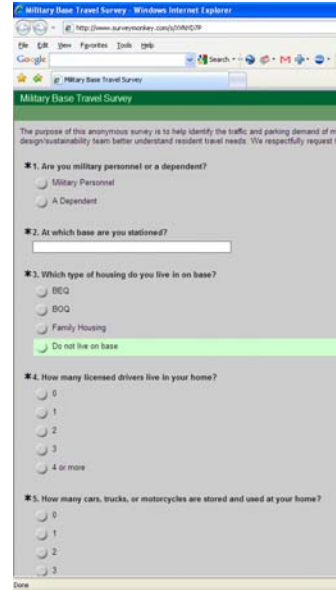 Military Base Travel Survey - Windows Internet Explorer
http://www.surveymonkey.com/s/
File Edit View Favorites Tools Help
Google Search
Military Base Travel Survey
Military Base Travel Survey
The purpose of this anonymous survey is to help identify the traffic and parking demand of m
design/sustainability team better understand resident travel needs. We respectfully request
*1. Are you military personnel or a dependent?
Military Personnel
A Dependent
*2. At which base are you stationed?
*3. Which type of housing do you live in on base?
BEQ
BOQ
Family Housing
Do not live on base
*4. How many licensed drivers live in your home?
0
1
2
3
4 or more
*5. How many cars, trucks, or motorcycles are stored and used at your home?
0
1
2
3
Done